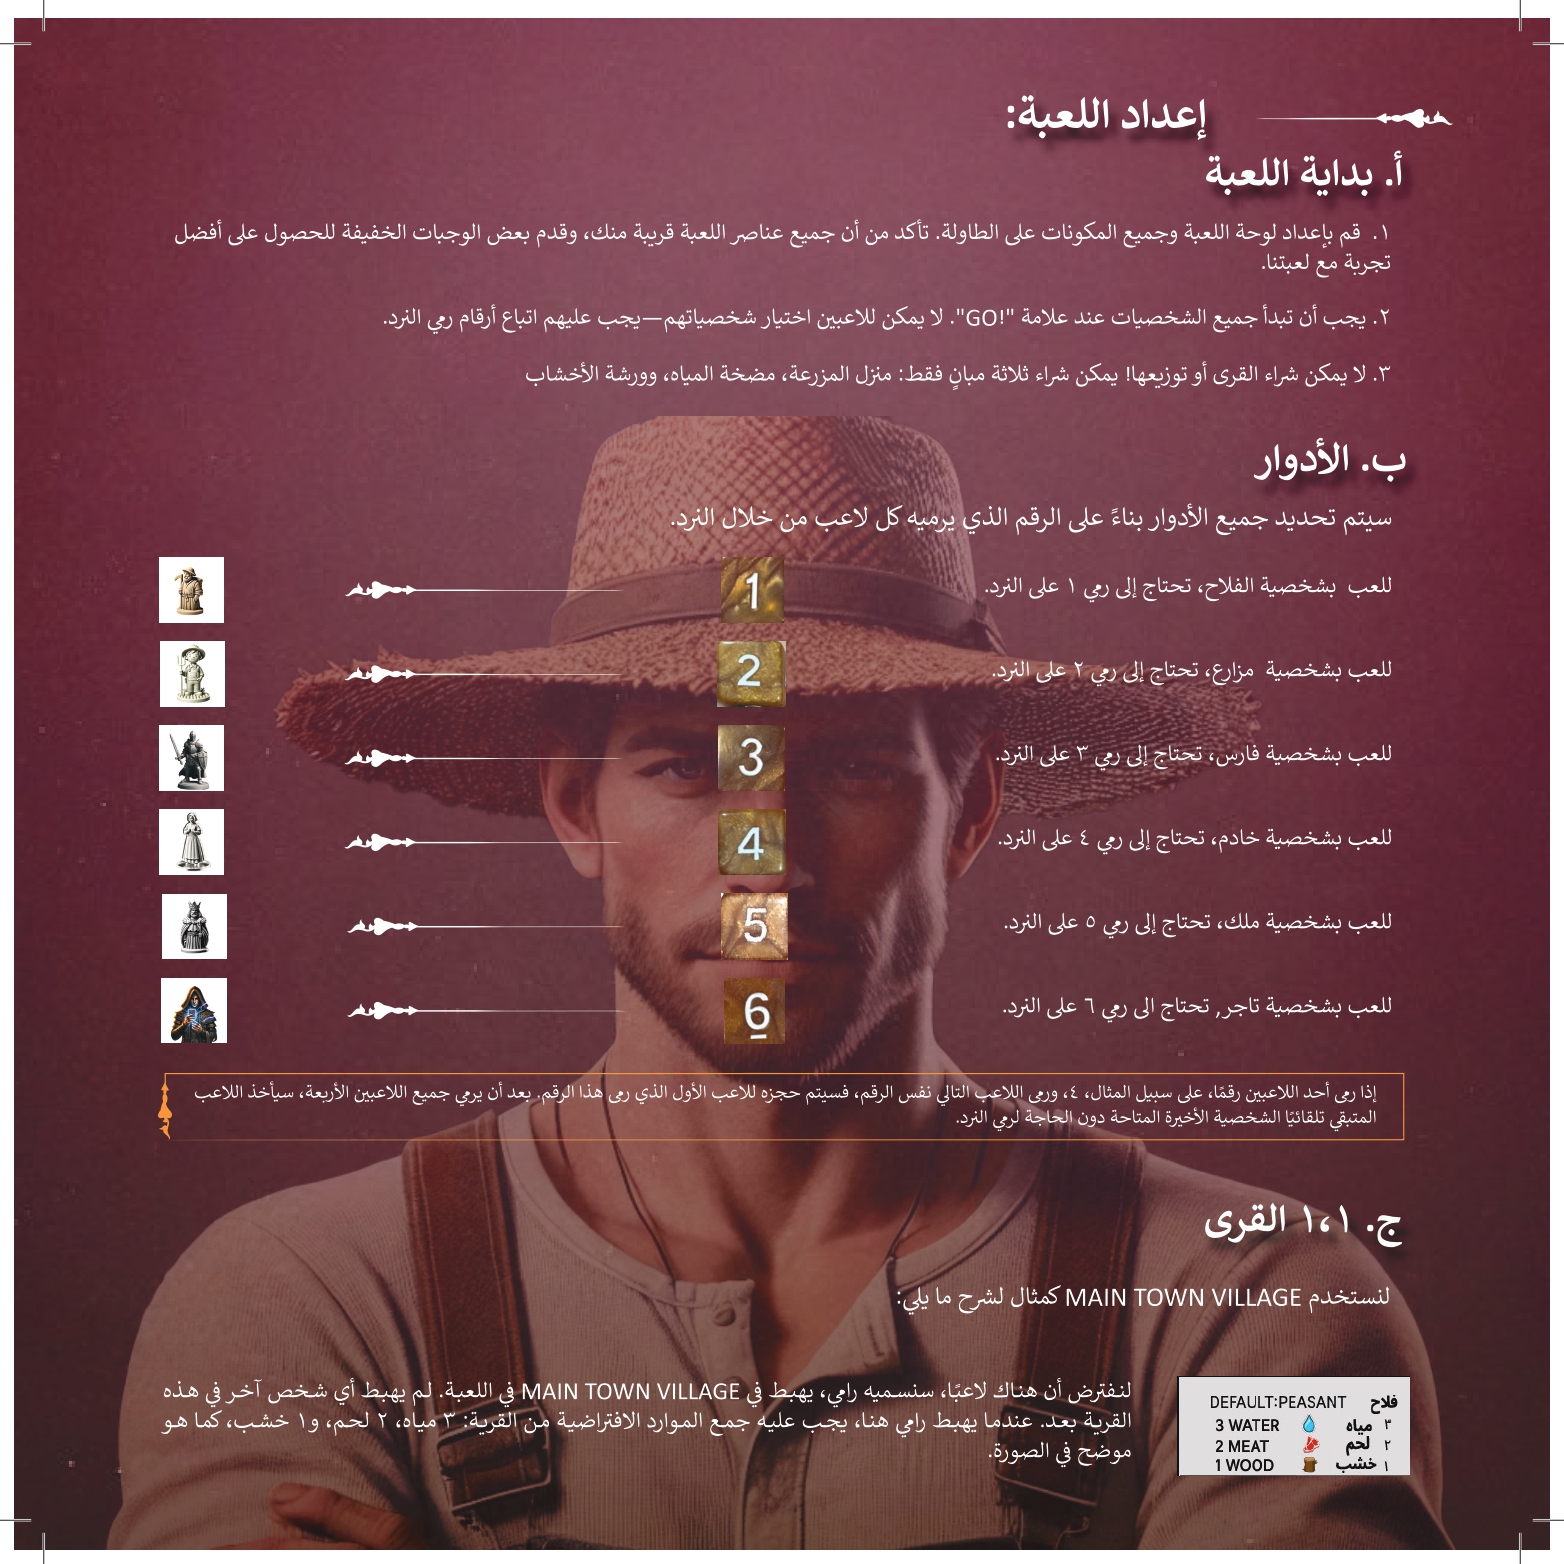 إعداد اللعبة:
أ. بداية اللعبة
١. قم بإعداد لوحة اللعبة وجميع المكونات على الطاولة. تأكد من أن جميع عناصر اللعبة قريبة منك، وقدم بعض الوجبات الخفيفة للحصول على أفضل
تجربة مع لعبتنا.
٢. يجب أن تبدأ جميع الشخصيات عند علامة "GO!". لا يمكن للاعبين اختيار شخصياتهم—يجب عليهم اتباع أرقام رمي النرد.
٣. لا يمكن شراء القرى أو توزيعها! يمكن شراء ثلاثة مبانٍ فقط: منزل المزرعة، مضخة المياه، وورشة الأخشاب
ب. الأدوار
سيتم تحديد جميع الأدوار بناءً على الرقم الذي يرميه كل لاعب من خلال النرد.
للعب بشخصية الفلاح، تحتاج إلى رمي ١ على النرد. 1
للعب بشخصية مزارع، تحتاج إلى رمي ٢ على النرد. 2
للعب بشخصية فارس، تحتاج إلى رمي ٣ على النرد. 3
للعب بشخصية خادم، تحتاج إلى رمي ٤ على النرد. 4
للعب بشخصية ملك، تحتاج إلى رمي ٥ على النرد. 5
للعب بشخصية تاجر, تحتاج الى رمي ٦ على النرد. 6
إذا رمى أحد اللاعبين رقمًا، على سبيل المثال، ٤، ورمى اللاعب التالي نفس الرقم، فسيتم حجزه للاعب الأول الذي رمى هذا الرقم. بعد أن يرمي جميع اللاعبين الأربعة، سيأخذ اللاعب
المتبقي تلقائيًا الشخصية الأخيرة المتاحة دون الحاجة لرمي النرد.
ج. ١،١ القرى
لنستخدم MAIN TOWN VILLAGE كمثال لشرح ما يلي:
لنفترض أن هناك لاعبًا، سنسميه رامي، يهبط في MAIN TOWN VILLAGE في اللعبة. لم يهبط أي شخص آخر في هذه
القرية بعد. عندما يهبط رامي هنا، يجب عليه جمع الموارد الافتراضية من القرية: ٣ مياه، ٢ لحم، و١ خشب، كما هو
موضح في الصورة.
فلاح DEFAULT:PEASANT
٣ مياه 3 WATER
٢ لحم 2 MEAT
١ خشب 1 WOOD